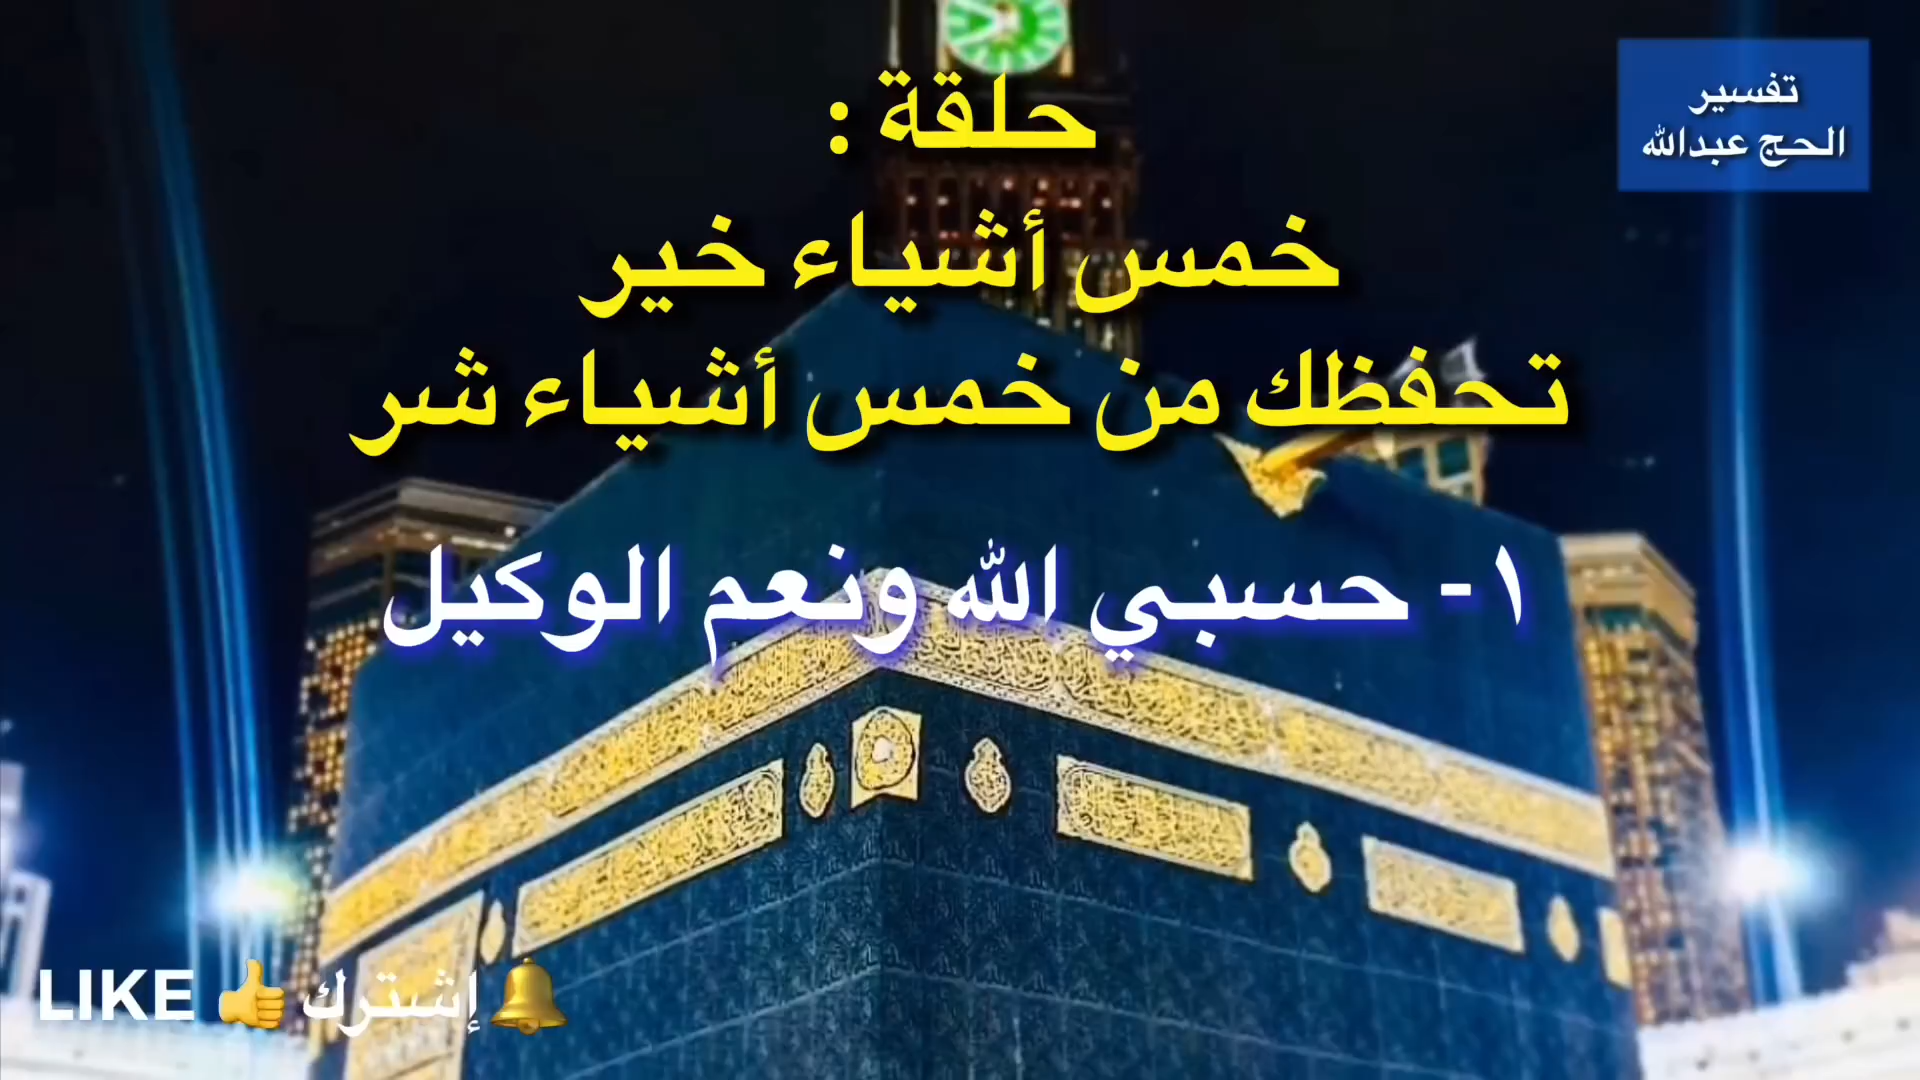 حلقة :
خمس أشياء خير
تحفظك من خمس أشياء شر
١- حسبي الله ونعم الوكيل
تفسير
الحج عبدالله
LIKE 👍 إشترك 🔔